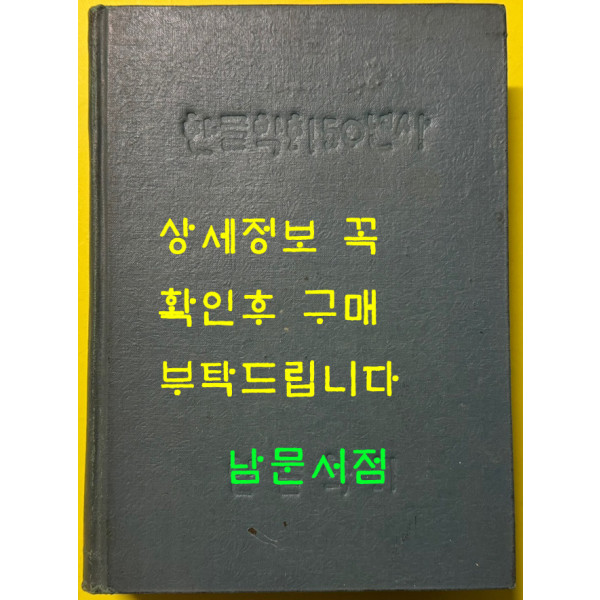 한글학회50년사
상세정보 꼭
확인후 구매
부탁드립니다
남문서점